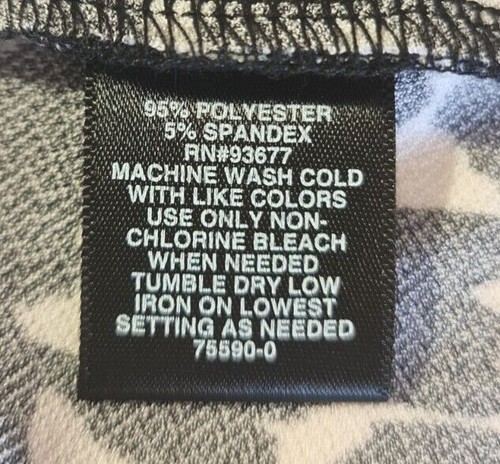 95% POLYESTER
5% SPANDEX
RN#93677
MACHINE WASH COLD
WITH LIKE COLORS
USE ONLY NON-
CHLORINE BLEACH
WHEN NEEDED
TUMBLE DRY LOW
IRON ON LOWEST
SETTING AS NEEDED
75590-0